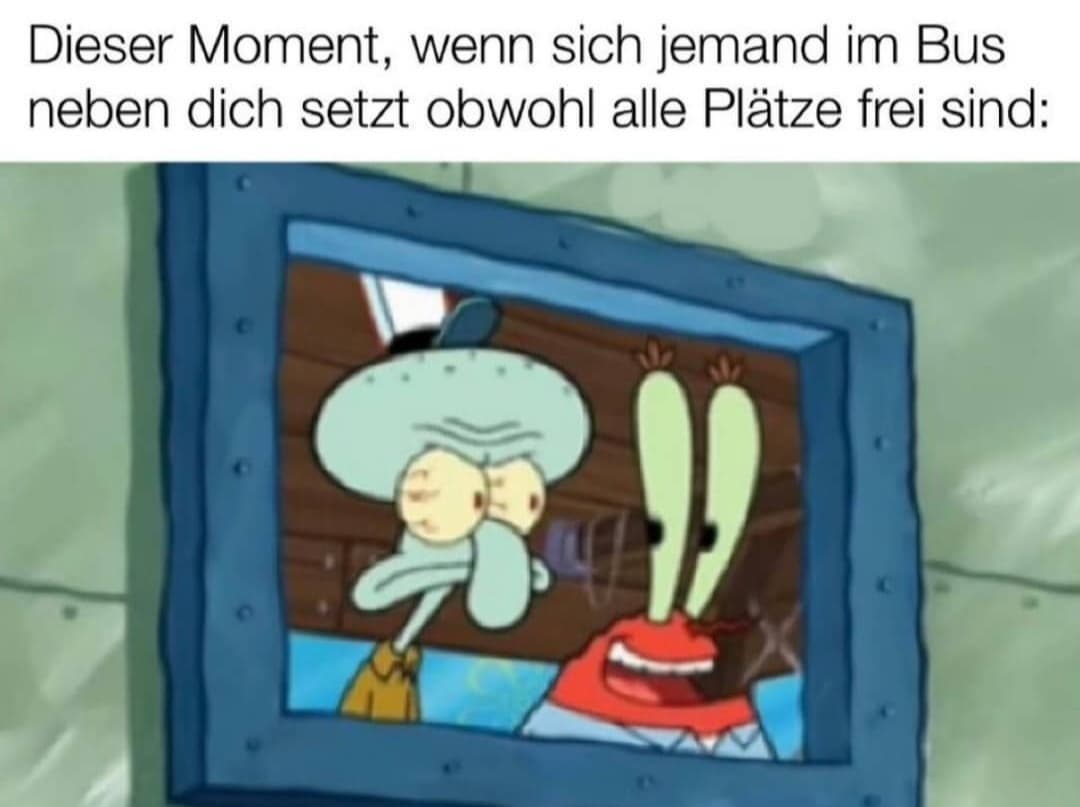 Dieser Moment, wenn sich jemand im Bus
neben dich setzt obwohl alle Plätze frei sind: